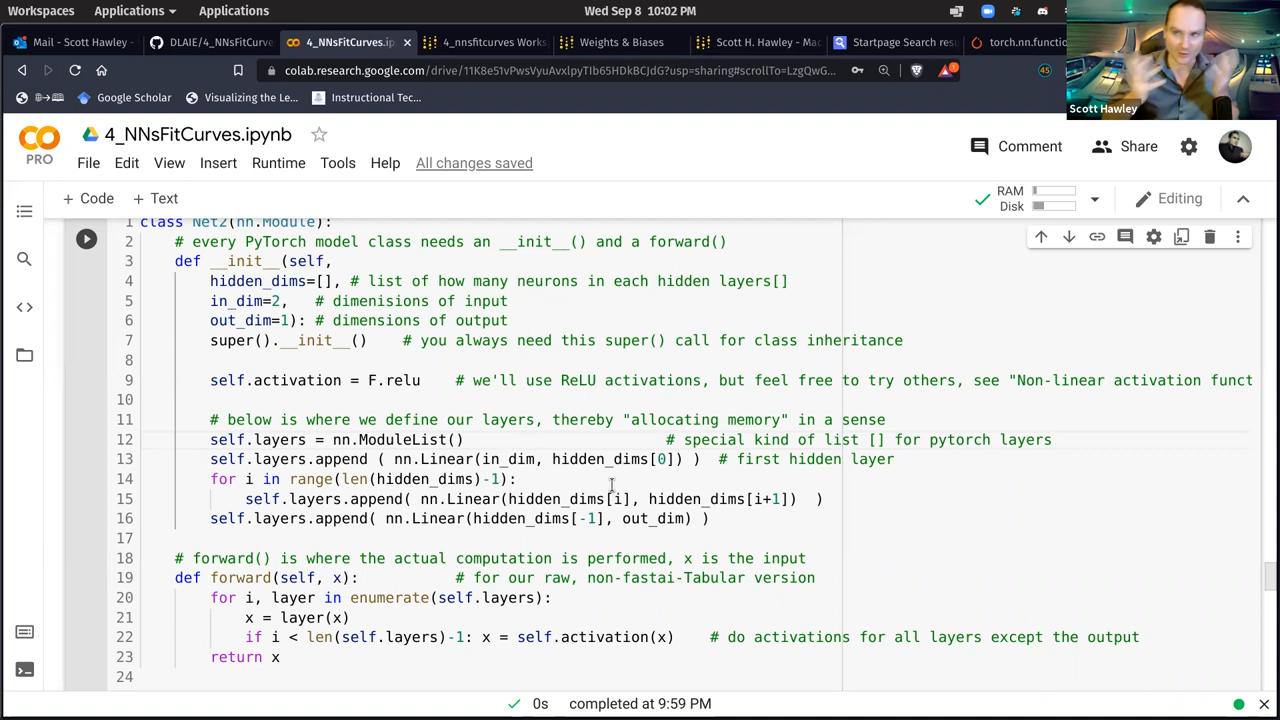 Workspaces Applications Applications Wed Sep 8 10:02 PM
Mail - Scott Hawley - DLAIE/4_NNsFitCurve 4_NNsFitCurves.ip 4_nnsfitcurves Works Weights & Biases Scott H. Hawley - Ma Startpage Search res torch.nn.functio
colab.research.google.com/drive/11K8e51vPwsVyuAvxlpyTIb65HDkBCJdG?usp=sharing#scrollTo=LzgQwG...
45
Google Scholar Visualizing the Le... Instructional Tec...
Scott Hawley
CO PRO
4_NNsFitCurves.ipynb
Comment Share
File Edit View Insert Runtime Tools Help All changes saved
+ Code + Text
RAM
Disk
Editing
1 class Net2(nn.Module):
2 # every PyTorch model class needs an __init__() and a forward()
3 def __init__(self,
4 hidden_dims=[], # list of how many neurons in each hidden layers[]
5 in_dim=2, # dimenisions of input
6 out_dim=1): # dimensions of output
7 super().__init__() # you always need this super() call for class inheritance
8
9 self.activation = F.relu # we'll use ReLU activations, but feel free to try others, see "Non-linear activation funct
10
11 # below is where we define our layers, thereby "allocating memory" in a sense
12 self.layers = nn.ModuleList() # special kind of list [] for pytorch layers
13 self.layers.append ( nn.Linear(in_dim, hidden_dims[0]) ) # first hidden layer
14 for i in range(len(hidden_dims)-1):
15 self.layers.append( nn.Linear(hidden_dims[i], hidden_dims[i+1]) )
16 self.layers.append( nn.Linear(hidden_dims[-1], out_dim) )
17
18 # forward() is where the actual computation is performed, x is the input
19 def forward(self, x): # for our raw, non-fastai-Tabular version
20 for i, layer in enumerate(self.layers):
21 x = layer(x)
22 if i < len(self.layers)-1: x = self.activation(x) # do activations for all layers except the output
23 return x
24
0s completed at 9:59 PM